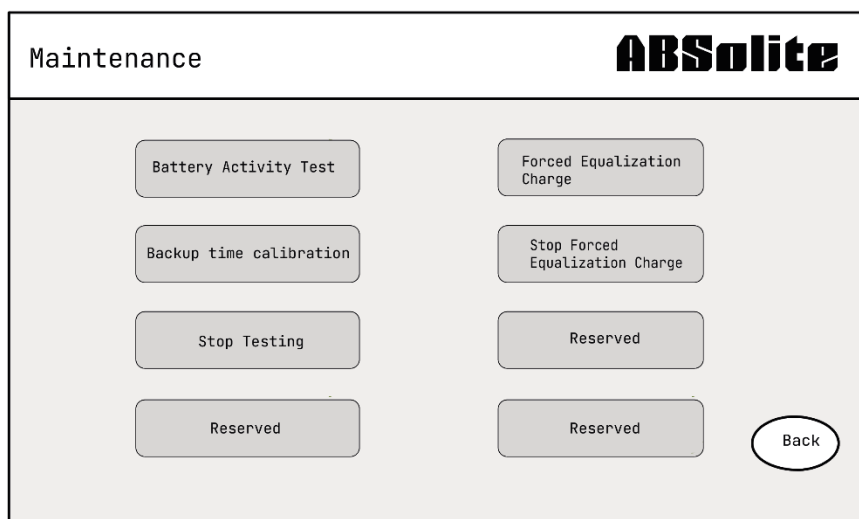 Maintenance
ABSolite
Battery Activity Test
Forced Equalization
Charge
Backup time calibration
Stop Forced
Equalization Charge
Stop Testing
Reserved
Reserved
Reserved
Back